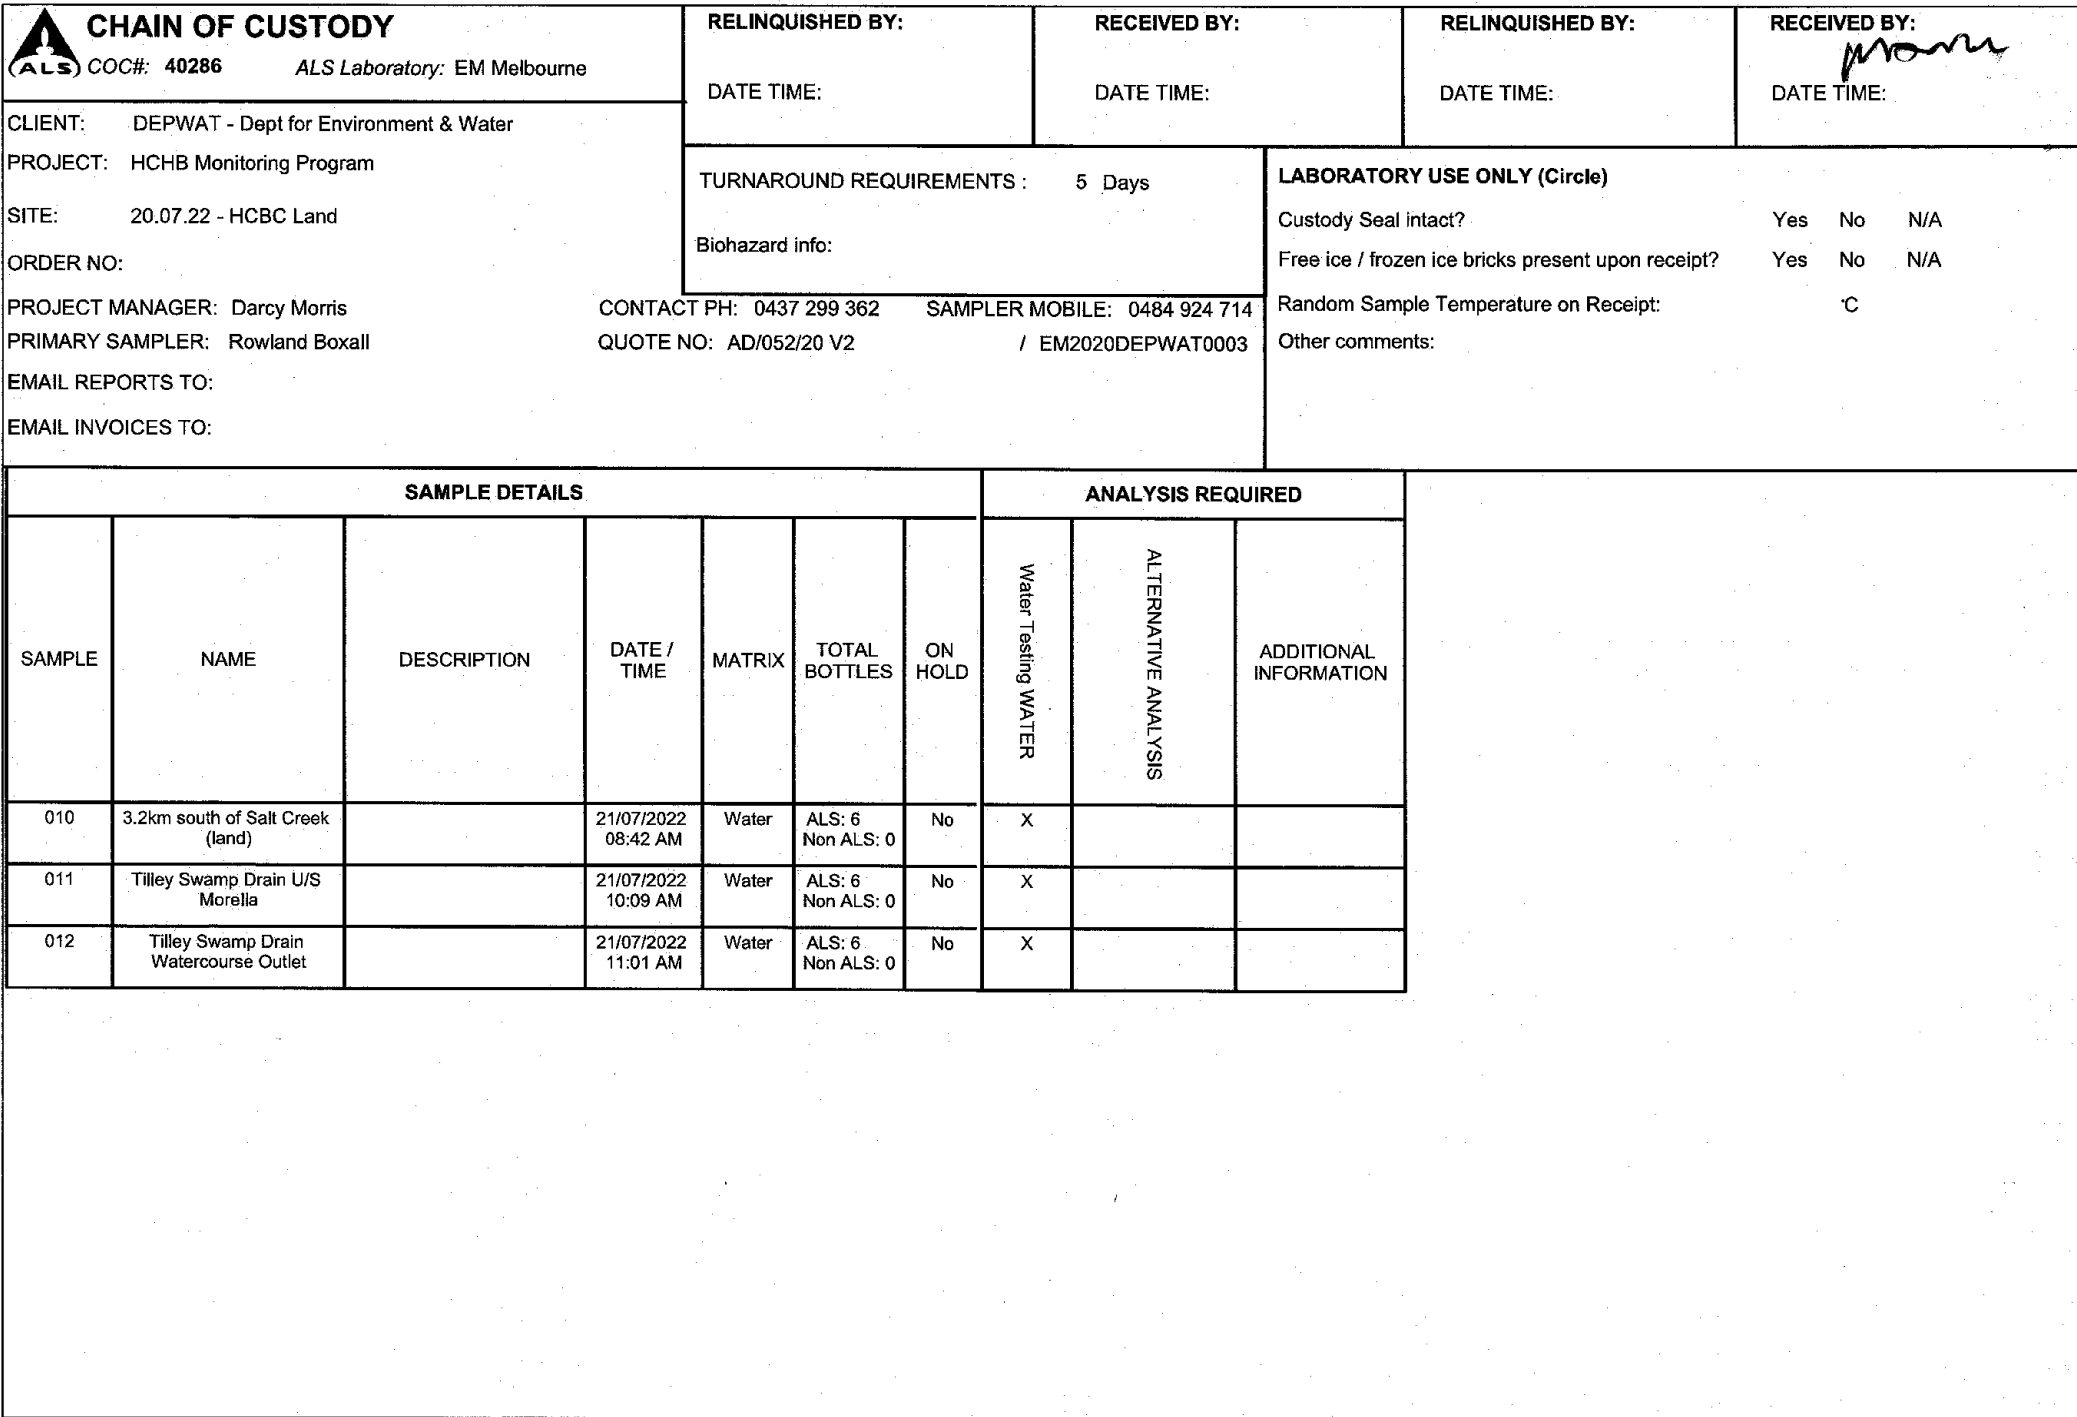 CHAIN OF CUSTODY
ALS COC#: 40286 ALS Laboratory: EM Melbourne
RELINQUISHED BY: RECEIVED BY: RELINQUISHED BY: RECEIVED BY:
DATE TIME: DATE TIME: DATE TIME: DATE TIME:
CLIENT: DEPWAT - Dept for Environment & Water
PROJECT: HCHB Monitoring Program
SITE: 20.07.22 - HCBC Land
ORDER NO:
TURNAROUND REQUIREMENTS : 5 Days
Biohazard info:
LABORATORY USE ONLY (Circle)
Custody Seal intact? Yes No N/A
Free ice / frozen ice bricks present upon receipt? Yes No N/A
Random Sample Temperature on Receipt: °C
Other comments:
PROJECT MANAGER: Darcy Morris CONTACT PH: 0437 299 362 SAMPLER MOBILE: 0484 924 714
PRIMARY SAMPLER: Rowland Boxall QUOTE NO: AD/052/20 V2 / EM2020DEPWAT0003
EMAIL REPORTS TO:
EMAIL INVOICES TO:
SAMPLE DETAILS ANALYSIS REQUIRED
SAMPLE NAME DESCRIPTION DATE / TIME MATRIX TOTAL BOTTLES ON HOLD Water Testing WATER ALTERNATIVE ANALYSIS ADDITIONAL INFORMATION
010 3.2km south of Salt Creek 21/07/2022 Water ALS: 6 No X
(land) 08:42 AM Non ALS: 0
011 Tilley Swamp Drain U/S 21/07/2022 Water ALS: 6 No X
Morella 10:09 AM Non ALS: 0
012 Tilley Swamp Drain 21/07/2022 Water ALS: 6 No X
Watercourse Outlet 11:01 AM Non ALS: 0